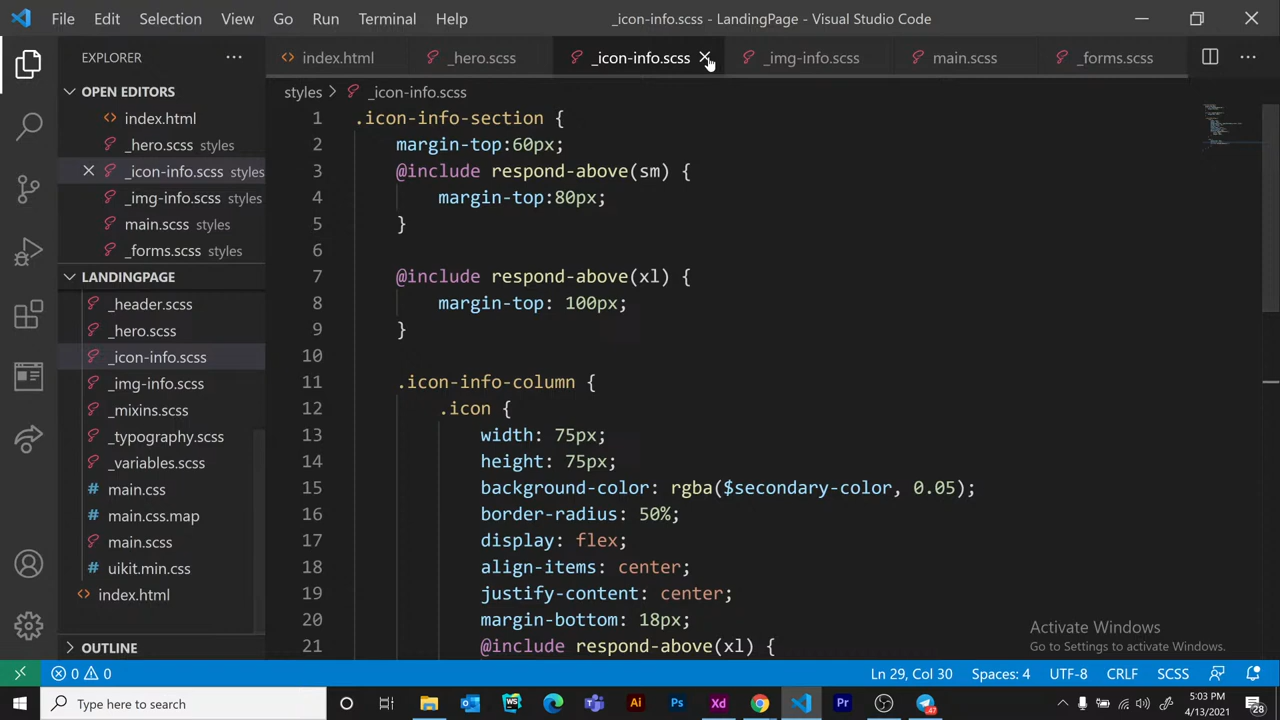 File Edit Selection View Go Run Terminal Help _icon-info.scss - LandingPage - Visual Studio Code
EXPLORER
index.html _hero.scss _icon-info.scss _img-info.scss main.scss _forms.scss
OPEN EDITORS
index.html
_hero.scss styles
_icon-info.scss styles
_img-info.scss styles
main.scss styles
_forms.scss styles
LANDINGPAGE
_header.scss
_hero.scss
_icon-info.scss
_img-info.scss
_mixins.scss
_typography.scss
_variables.scss
main.css
main.css.map
main.scss
uikit.min.css
index.html
OUTLINE
styles > _icon-info.scss
1 .icon-info-section {
2 margin-top:60px;
3 @include respond-above(sm) {
4 margin-top:80px;
5 }
6
7 @include respond-above(xl) {
8 margin-top: 100px;
9 }
10
11 .icon-info-column {
12 .icon {
13 width: 75px;
14 height: 75px;
15 background-color: rgba($secondary-color, 0.05);
16 border-radius: 50%;
17 display: flex;
18 align-items: center;
19 justify-content: center;
20 margin-bottom: 18px;
21 @include respond-above(xl) {
Activate Windows
Go to Settings to activate Windows.
0 0 Ln 29, Col 30 Spaces: 4 UTF-8 CRLF SCSS
Type here to search
WS Ai Ps Xd Pr
5:03 PM
4/13/2021
28